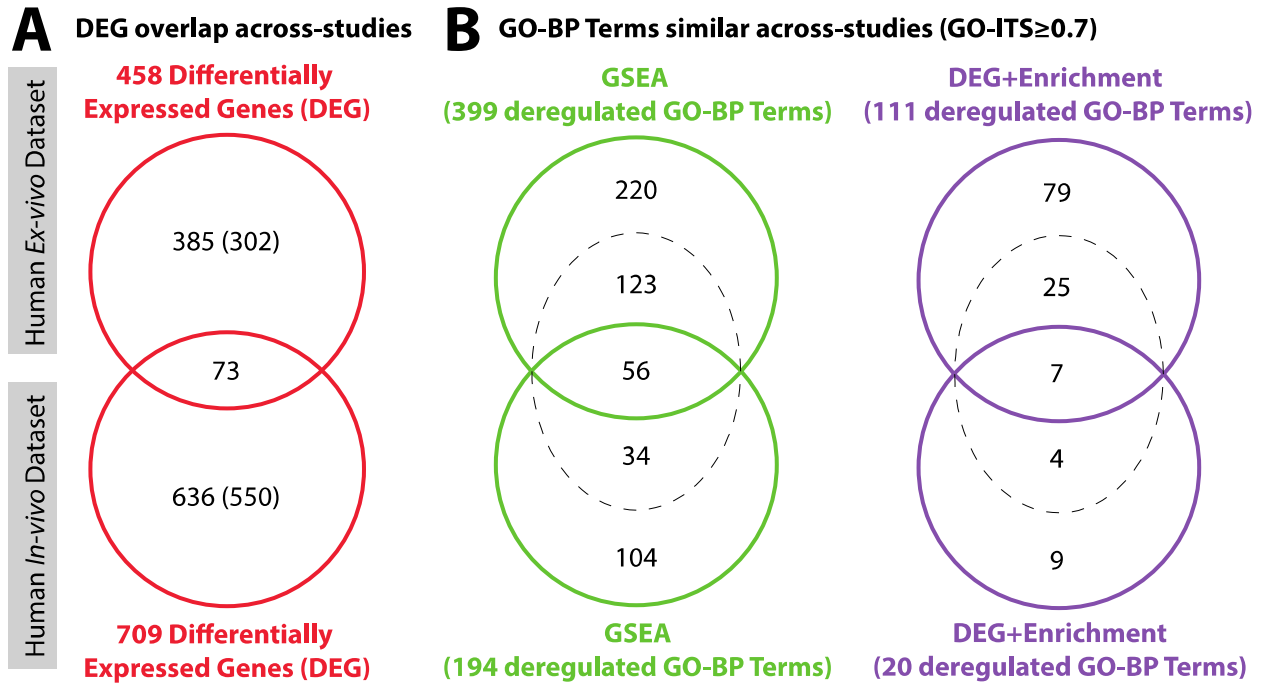 A DEG overlap across-studies
B GO-BP Terms similar across-studies (GO-ITS≥0.7)
Human Ex-vivo Dataset
Human In-vivo Dataset
458 Differentially
Expressed Genes (DEG)
385 (302)
73
636 (550)
709 Differentially
Expressed Genes (DEG)
GSEA
(399 deregulated GO-BP Terms)
220
123
56
34
104
GSEA
(194 deregulated GO-BP Terms)
DEG+Enrichment
(111 deregulated GO-BP Terms)
79
25
7
4
9
DEG+Enrichment
(20 deregulated GO-BP Terms)